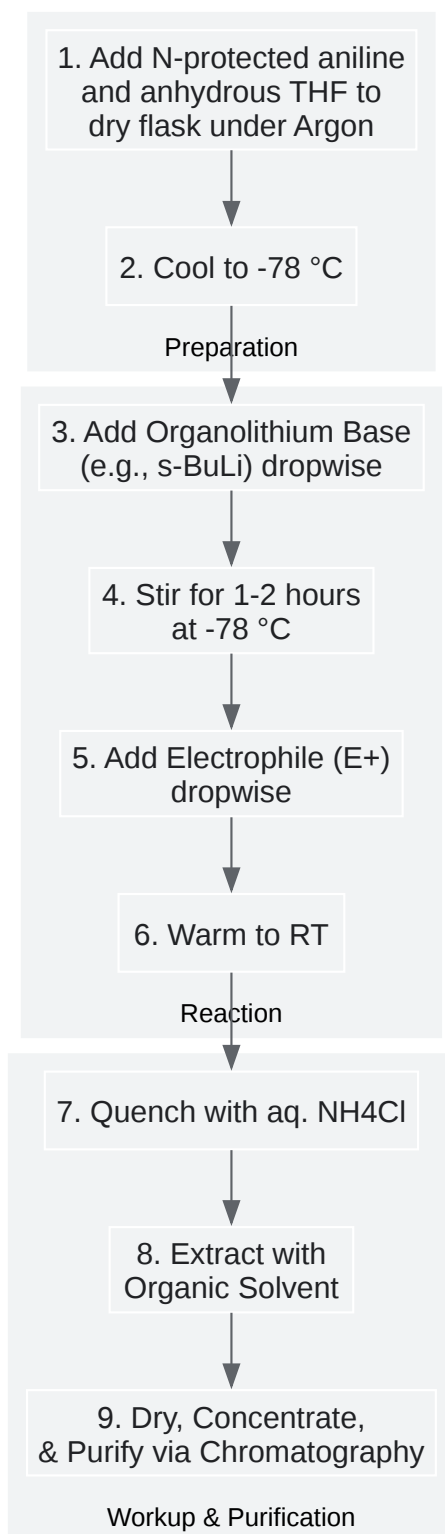 1. Add N-protected aniline
and anhydrous THF to
dry flask under Argon
2. Cool to -78 °C
Preparation
3. Add Organolithium Base
(e.g., s-BuLi) dropwise
4. Stir for 1-2 hours
at -78 °C
5. Add Electrophile (E+)
dropwise
6. Warm to RT
Reaction
7. Quench with aq. NH4Cl
8. Extract with
Organic Solvent
9. Dry, Concentrate,
& Purify via Chromatography
Workup & Purification